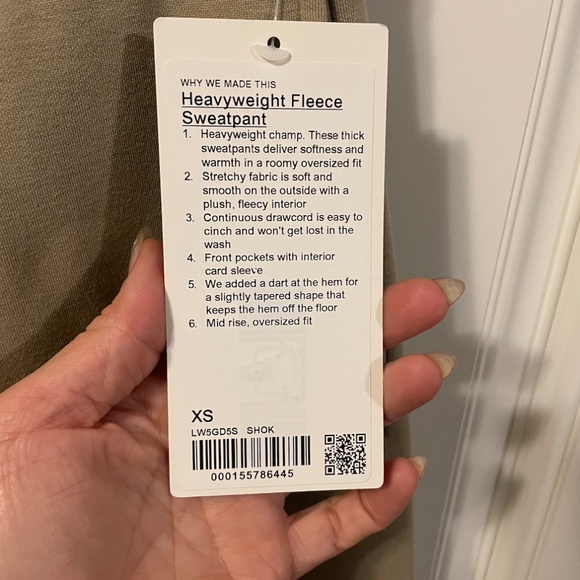 WHY WE MADE THIS
Heavyweight Fleece
Sweatpant
1. Heavyweight champ. These thick
sweatpants deliver softness and
warmth in a roomy oversized fit
2. Stretchy fabric is soft and
smooth on the outside with a
plush, fleecy interior
3. Continuous drawcord is easy to
cinch and won't get lost in the
wash
4. Front pockets with interior
card sleeve
5. We added a dart at the hem for
a slightly tapered shape that
keeps the hem off the floor
6. Mid rise, oversized fit
XS
LW5GD5S SHOK
000155786445